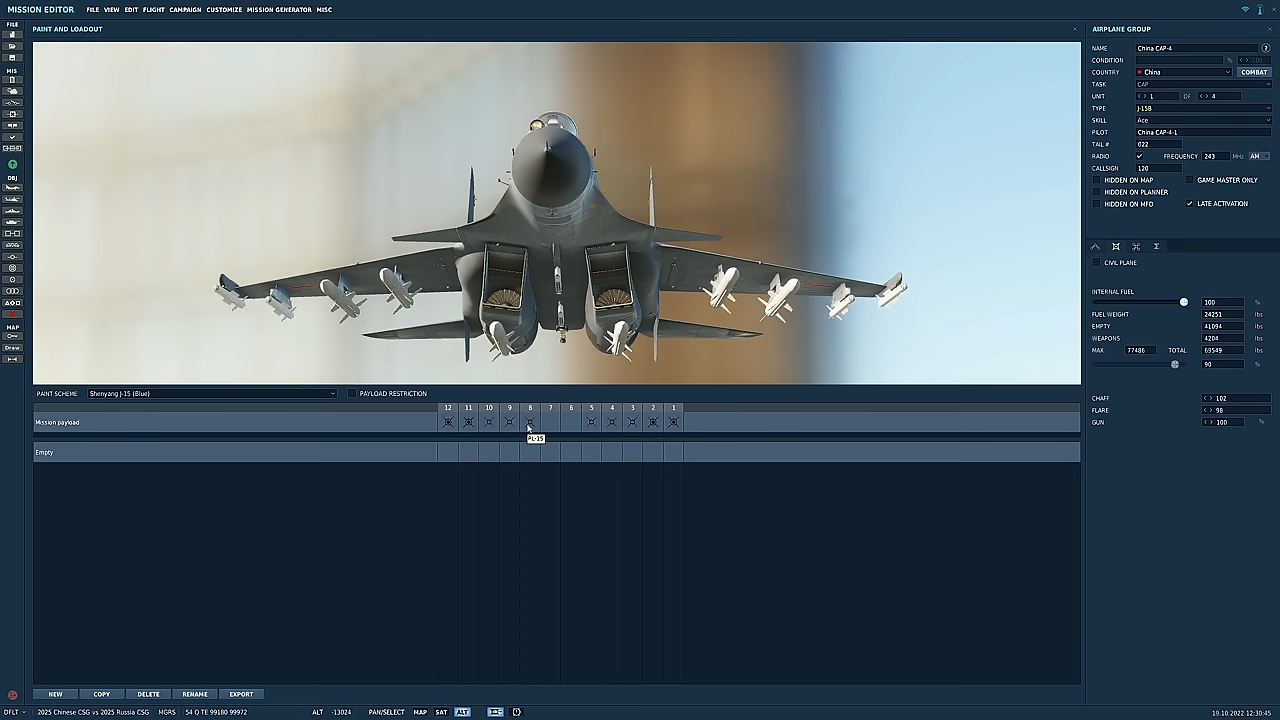 MISSION EDITOR FILE VIEW EDIT FLIGHT CAMPAIGN CUSTOMIZE MISSION GENERATOR MISC
FILE
MIS
OBJ
MAP
Draw
PAINT AND LOADOUT
PAINT SCHEME Shenyang J-15 (Blue) PAYLOAD RESTRICTION
12 11 10 9 8 7 6 5 4 3 2 1
Mission payload
PL-15
Empty
NEW COPY DELETE RENAME EXPORT
AIRPLANE GROUP
NAME China CAP-4 ?
CONDITION % 100
COUNTRY China COMBAT
TASK CAP
UNIT 1 OF 4
TYPE J-15B
SKILL Ace
PILOT China CAP-4-1
TAIL # 022
RADIO FREQUENCY 243 MHz AM
CALLSIGN 120
HIDDEN ON MAP GAME MASTER ONLY
HIDDEN ON PLANNER
HIDDEN ON MFD LATE ACTIVATION
Σ
CIVIL PLANE
INTERNAL FUEL
100 %
FUEL WEIGHT 24251 lbs
EMPTY 41094 lbs
WEAPONS 4204 lbs
MAX 77486 TOTAL 69549 lbs
90 %
CHAFF 102
FLARE 98
GUN 100 %
DFLT 2025 Chinese CSG vs 2025 Russia CSG MGRS 54 Q TE 99180 99972 ALT -13024 PAN/SELECT MAP SAT ALT 19.10.2022 12:30:45